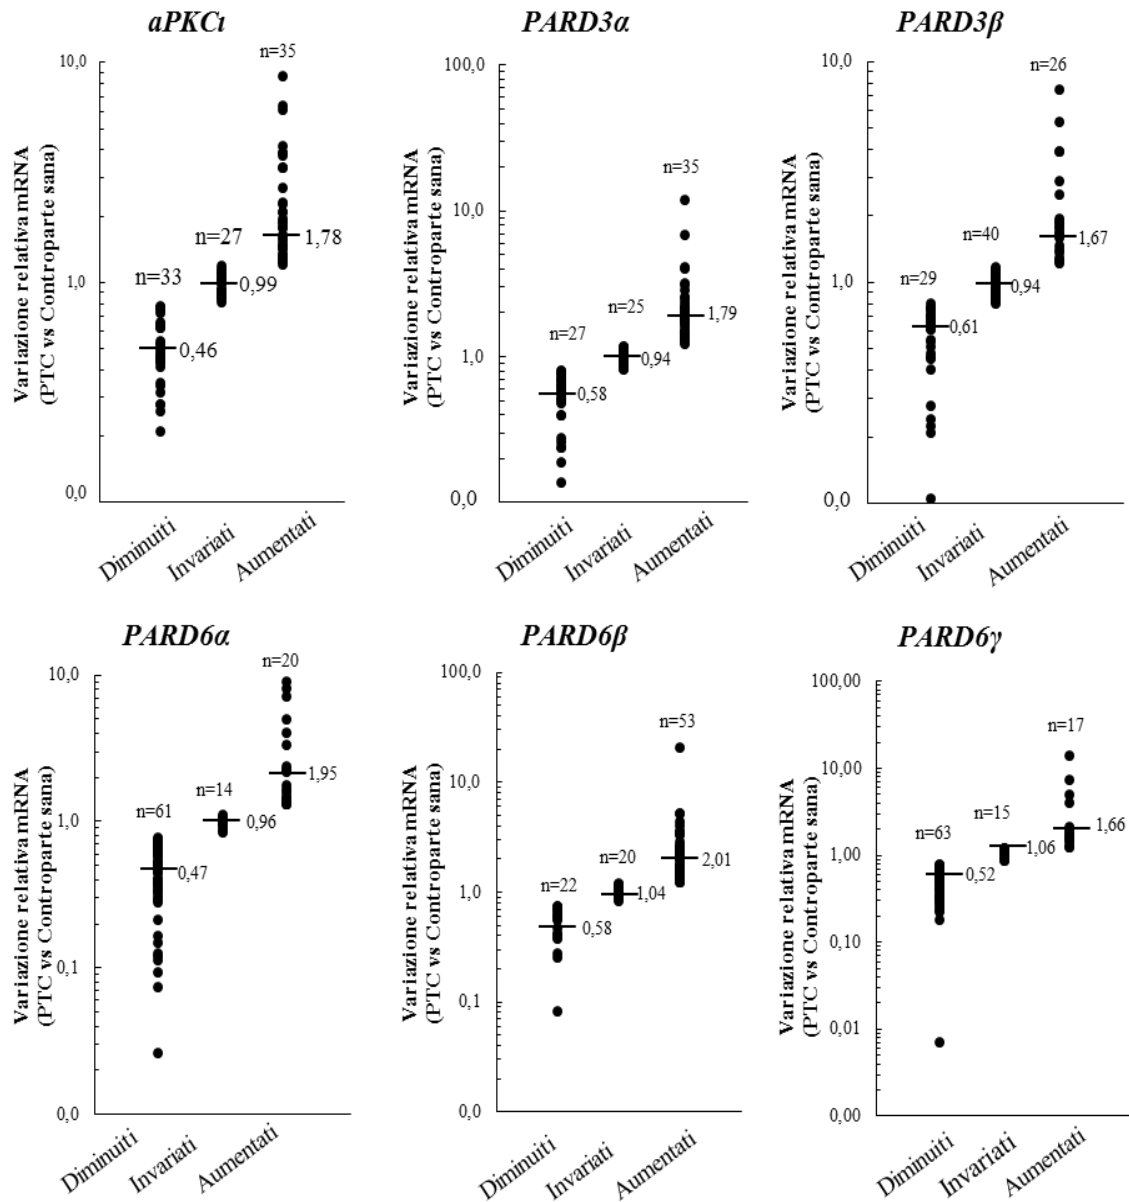 aPKCι
n=35
10,0
n=27
n=33
1,78
1,0
0,99
0,46
0,0
Variazione relativa mRNA
(PTC vs Controparte sana)
Diminuiti
Invariati
Aumentati
PARD3α
100,0
n=35
10,0
n=25
n=27
1,79
1,0
0,94
0,58
0,0
Variazione relativa mRNA
(PTC vs Controparte sana)
Diminuiti
Invariati
Aumentati
PARD3β
n=26
10,0
n=40
n=29
1,67
1,0
0,94
0,61
0,0
Variazione relativa mRNA
(PTC vs Controparte sana)
Diminuiti
Invariati
Aumentati
PARD6α
n=20
10,0
n=14
n=61
1,95
1,0
0,96
0,47
0,1
0,0
Variazione relativa mRNA
(PTC vs Controparte sana)
Diminuiti
Invariati
Aumentati
PARD6β
100,0
n=53
10,0
n=20
n=22
2,01
1,0
1,04
0,58
0,1
0,0
Variazione relativa mRNA
(PTC vs Controparte sana)
Diminuiti
Invariati
Aumentati
PARD6γ
100,00
n=17
10,00
n=15
n=63
1,66
1,00
1,06
0,52
0,10
0,01
0,00
Variazione relativa mRNA
(PTC vs Controparte sana)
Diminuiti
Invariati
Aumentati